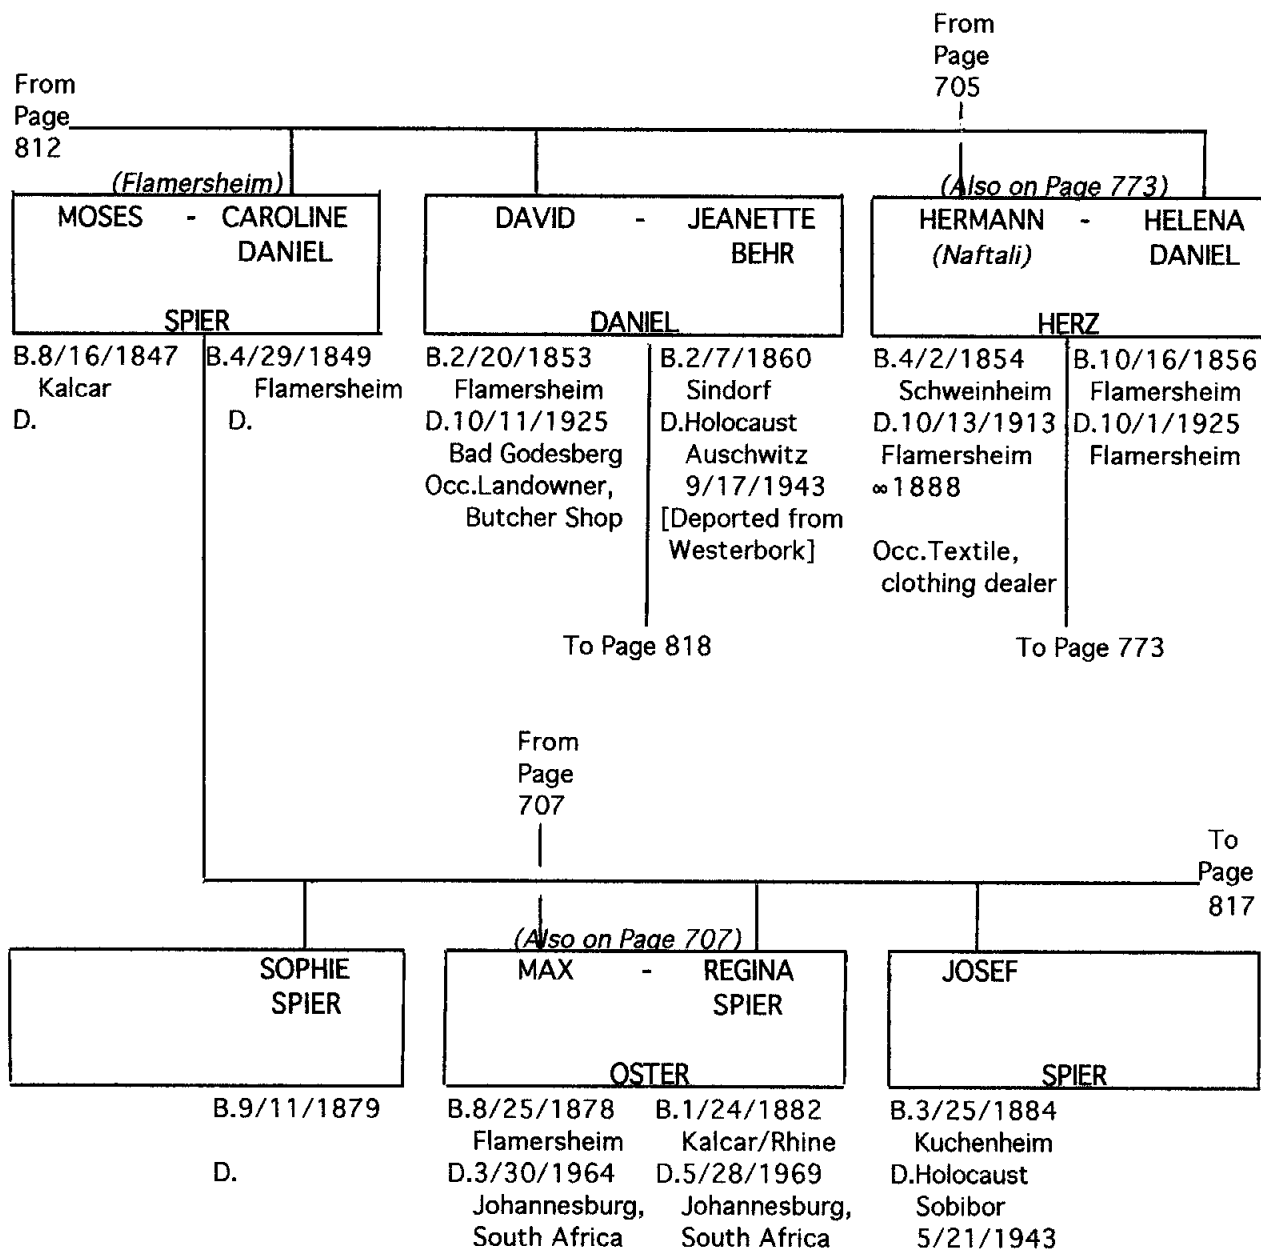 From
Page
705
From
Page
812
(Flamersheim)
MOSES - CAROLINE
DANIEL
SPIER
B.8/16/1847
Kalcar
D.
B.4/29/1849
Flamersheim
D.
DAVID - JEANETTE
BEHR
DANIEL
B.2/20/1853
Flamersheim
D.10/11/1925
Bad Godesberg
Occ.Landowner,
Butcher Shop
B.2/7/1860
Sindorf
D.Holocaust
Auschwitz
9/17/1943
[Deported from
Westerbork]
To Page 818
(Also on Page 773)
HERMANN - HELENA
(Naftali) DANIEL
HERZ
B.4/2/1854
Schweinheim
D.10/13/1913
Flamersheim
∞1888
Occ.Textile,
clothing dealer
B.10/16/1856
Flamersheim
D.10/1/1925
Flamersheim
To Page 773
From
Page
707
To
Page
817
SOPHIE
SPIER
B.9/11/1879
D.
(Also on Page 707)
MAX - REGINA
SPIER
OSTER
B.8/25/1878
Flamersheim
D.3/30/1964
Johannesburg,
South Africa
B.1/24/1882
Kalcar/Rhine
D.5/28/1969
Johannesburg,
South Africa
JOSEF
SPIER
B.3/25/1884
Kuchenheim
D.Holocaust
Sobibor
5/21/1943